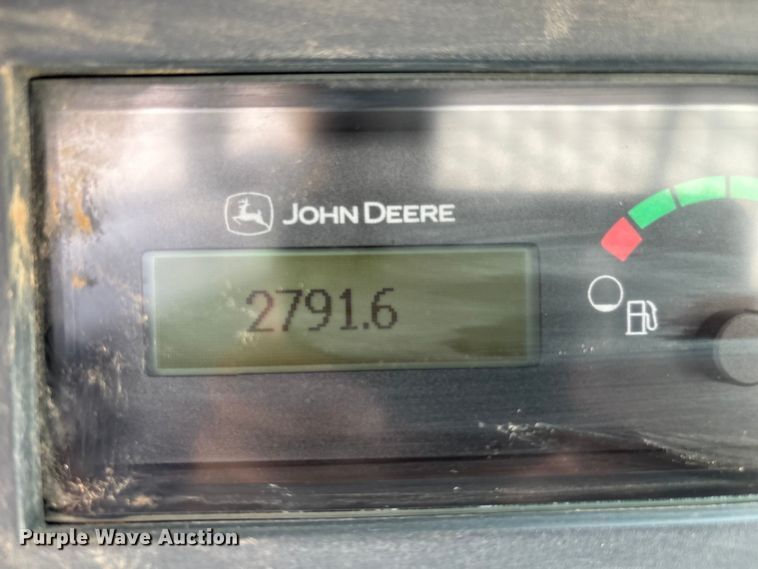 JOHN DEERE
2791.6
Purple Wave Auction